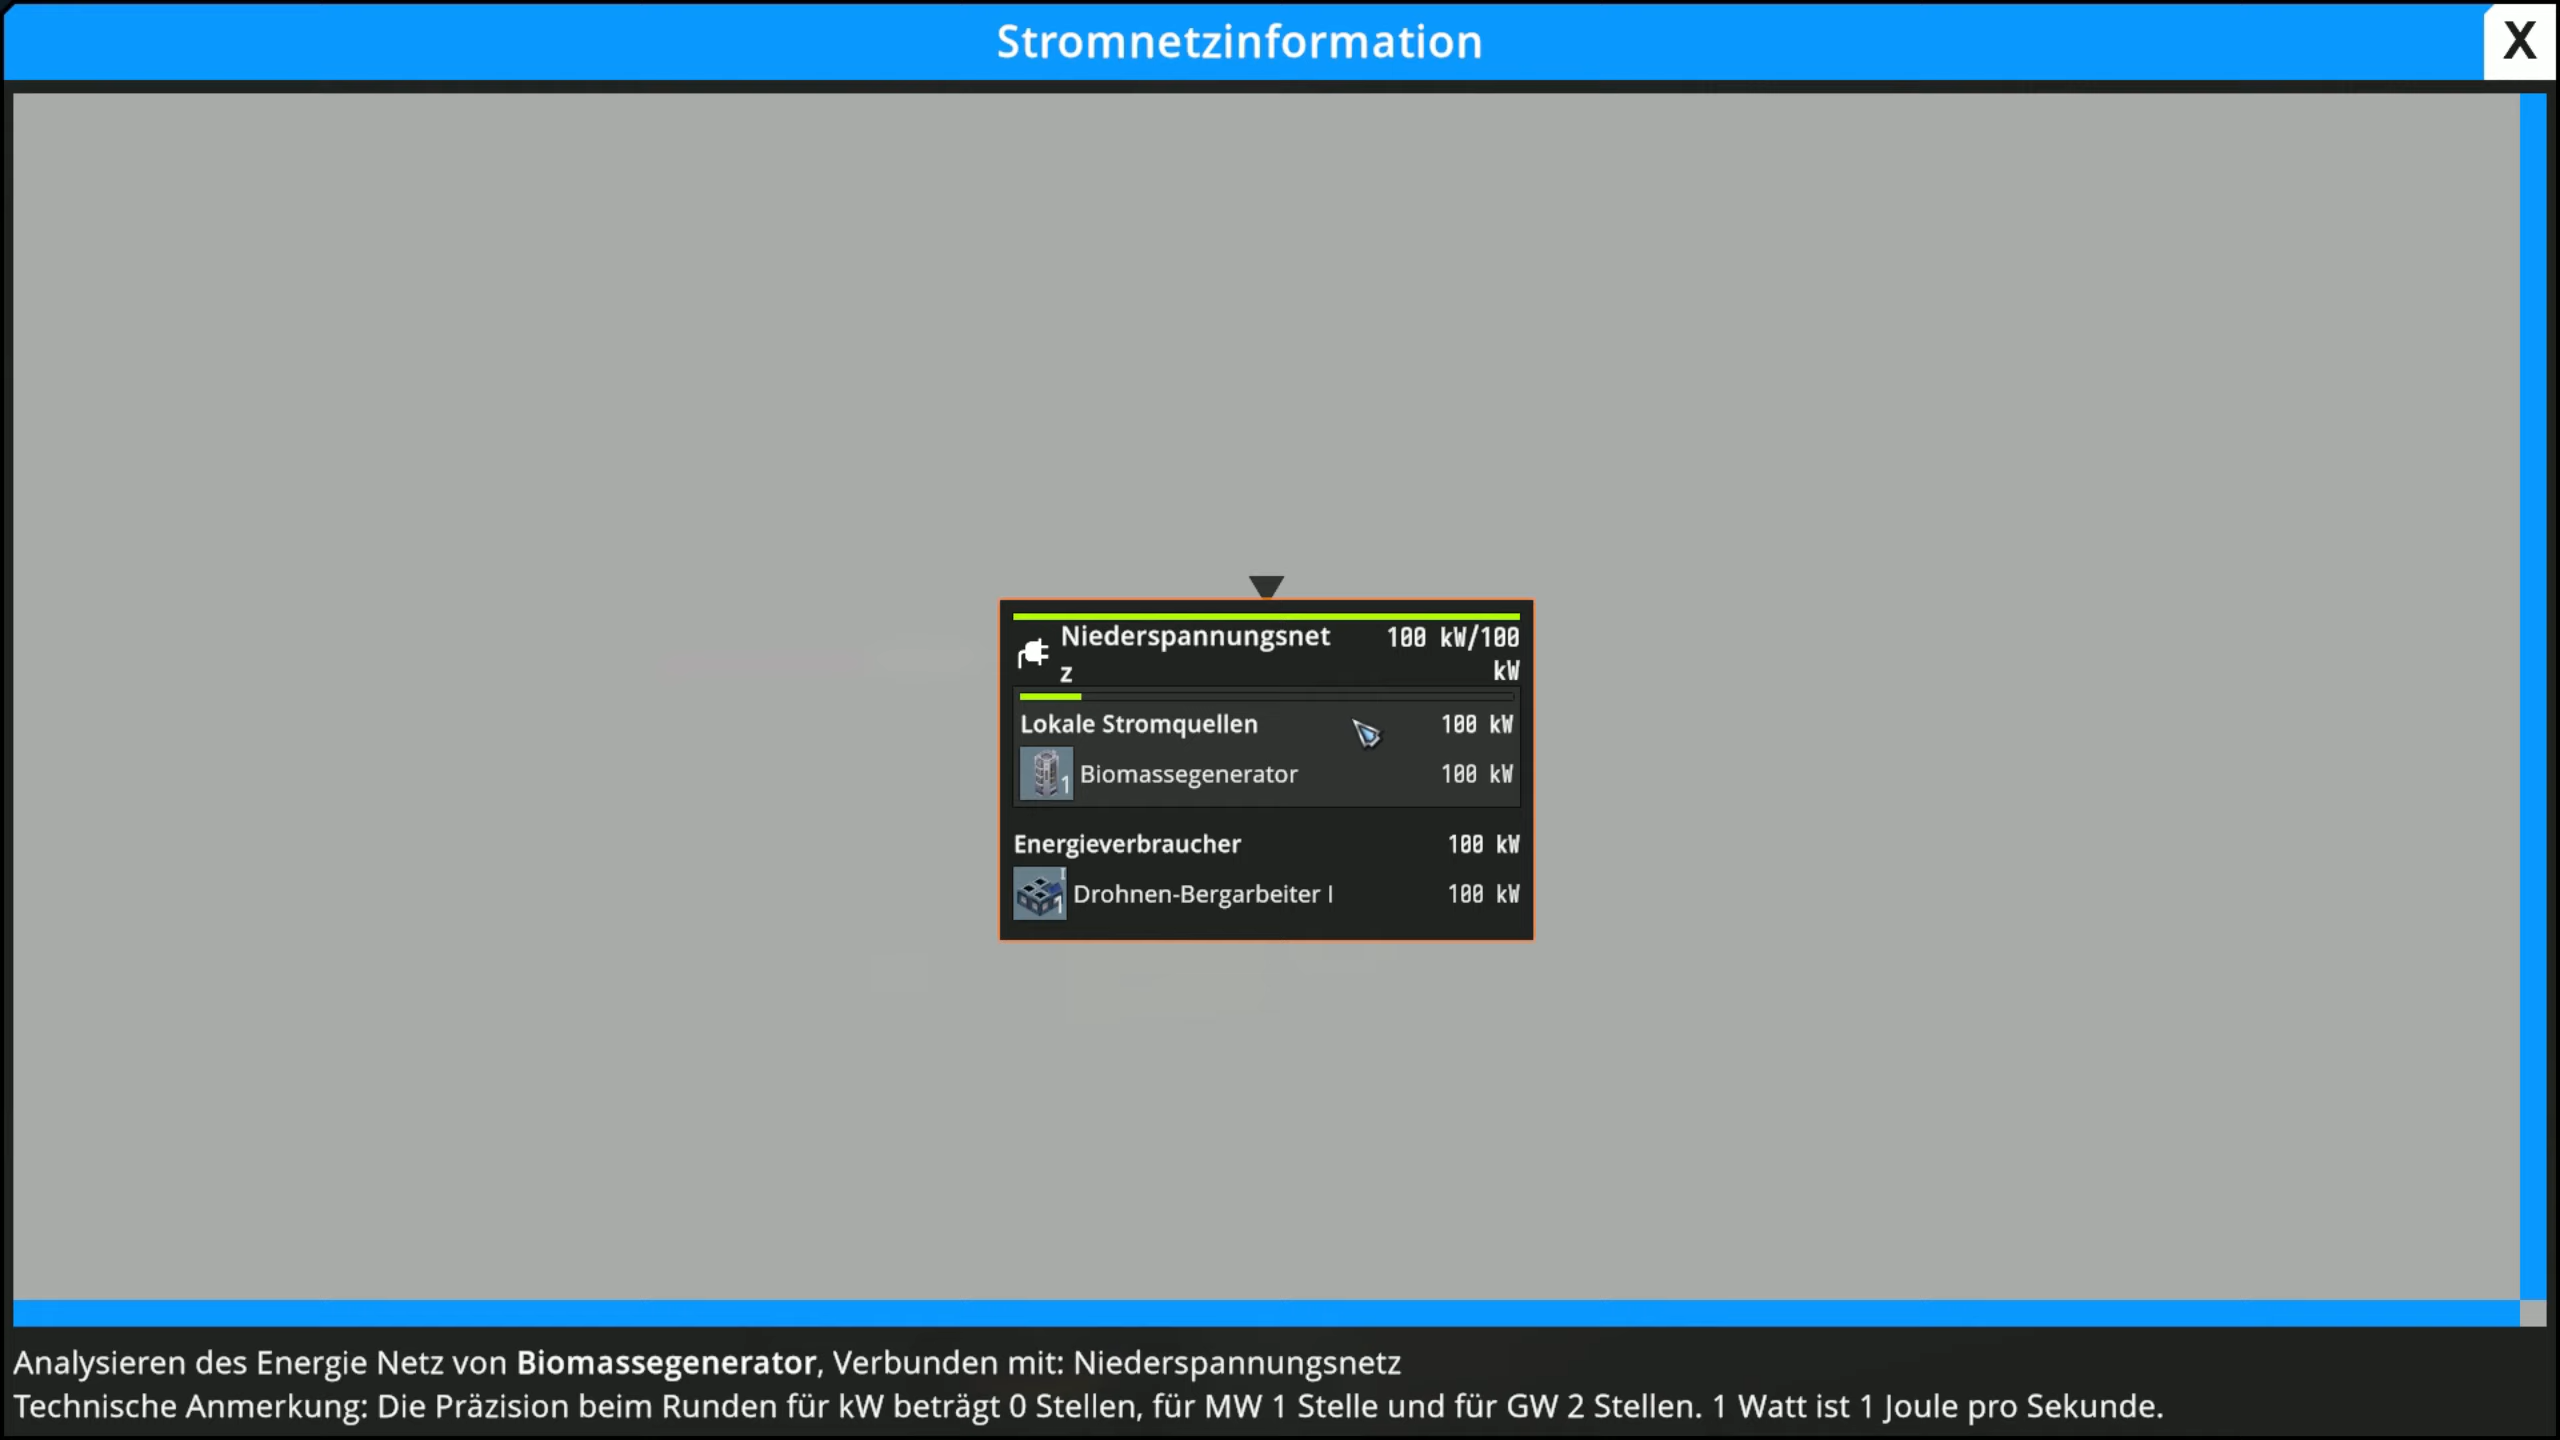 Stromnetzinformation
X
Niederspannungsnet
z
100 kW/100
kW
Lokale Stromquellen 100 kW
1 Biomassegenerator 100 kW
Energieverbraucher 100 kW
I
1 Drohnen-Bergarbeiter I 100 kW
Analysieren des Energie Netz von Biomassegenerator, Verbunden mit: Niederspannungsnetz
Technische Anmerkung: Die Präzision beim Runden für kW beträgt 0 Stellen, für MW 1 Stelle und für GW 2 Stellen. 1 Watt ist 1 Joule pro Sekunde.